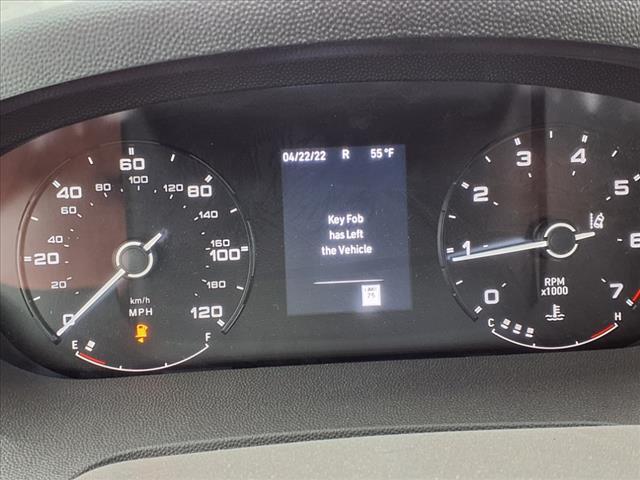 04/22/22 R 55 °F
Key Fob
has Left
the Vehicle
LIMIT
75
0 20 40 60 80 100 120
20 40 60 80 100 120 140 160 180
km/h
MPH
E F
0 1 2 3 4 5 6 7
RPM
x1000
C H